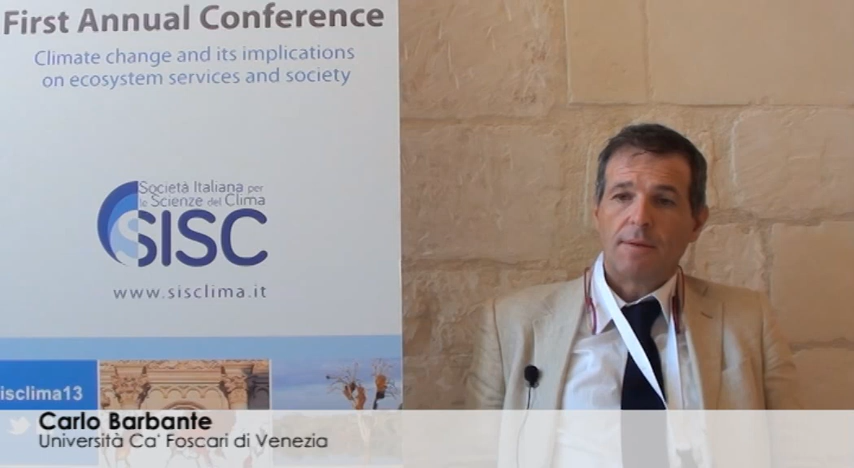 First Annual Conference
Climate change and its implications
on ecosystem services and society
Società Italiana per
le Scienze del Clima
SISC
www.sisclima.it
isclima13
Carlo Barbante
Università Ca' Foscari di Venezia